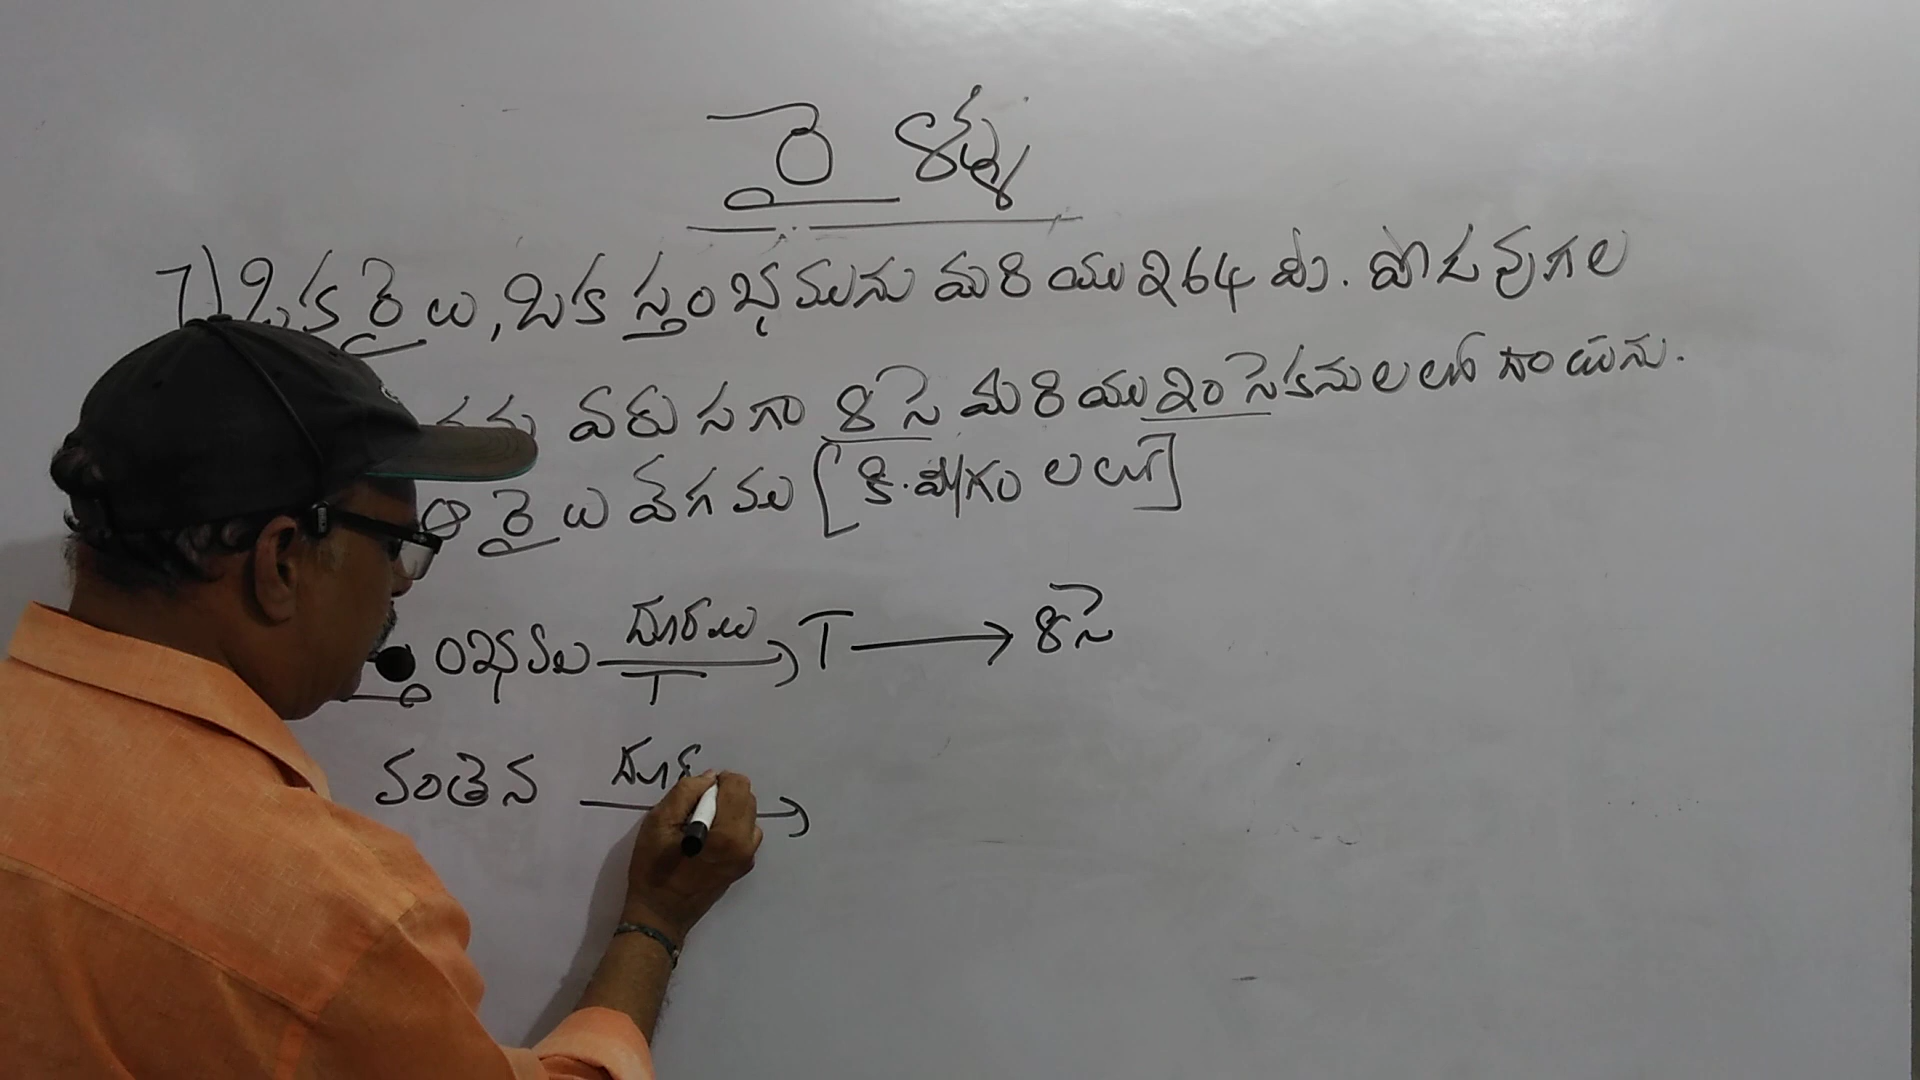 రైళ్ళు
7) ఒక రైలు, ఒక స్తంభమును మరియు 264 మీ. పొడవుగల
వరుసగా 8 సె మరియు 20 సెకనులలో దాటును.
ఆ రైలు వేగము [కి.మీ/గం లలో]
దూరము T → 8 సె
T
వంతెన దూర